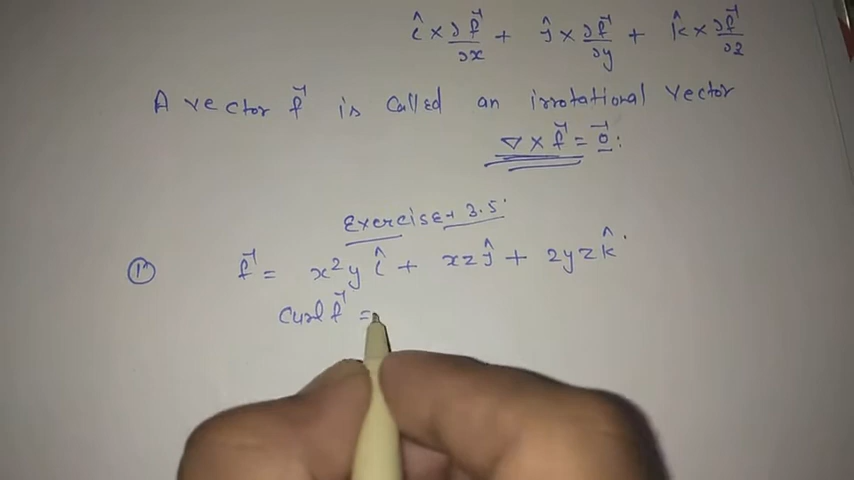 î × ∂f⃗/∂x + ĵ × ∂f⃗/∂y + k̂ × ∂f⃗/∂z
A vector f⃗ is called an irrotational vector
∇ × f⃗ = 0⃗ :
Exercise- 3.5
① f⃗ = x²y î + xz ĵ + 2yz k̂
Curl f⃗ =